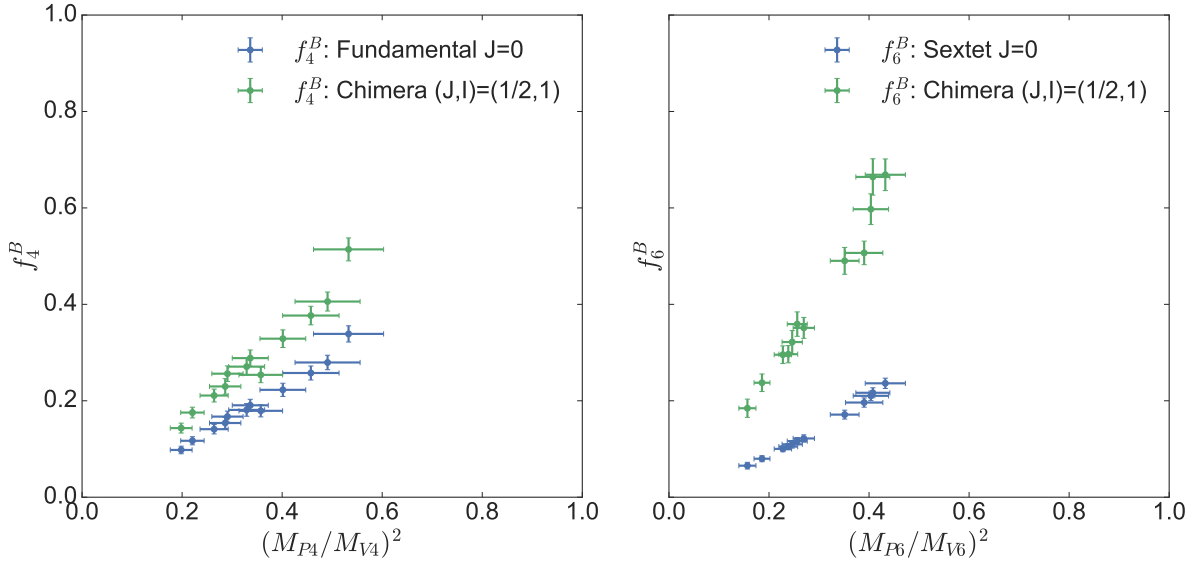 1.0
0.8
0.6
0.4
0.2
0.0
f_4^B
f_4^B: Fundamental J=0
f_4^B: Chimera (J,I)=(1/2,1)
0.0 0.2 0.4 0.6 0.8 1.0
(M_{P4}/M_{V4})^2
f_6^B
f_6^B: Sextet J=0
f_6^B: Chimera (J,I)=(1/2,1)
0.0 0.2 0.4 0.6 0.8 1.0
(M_{P6}/M_{V6})^2